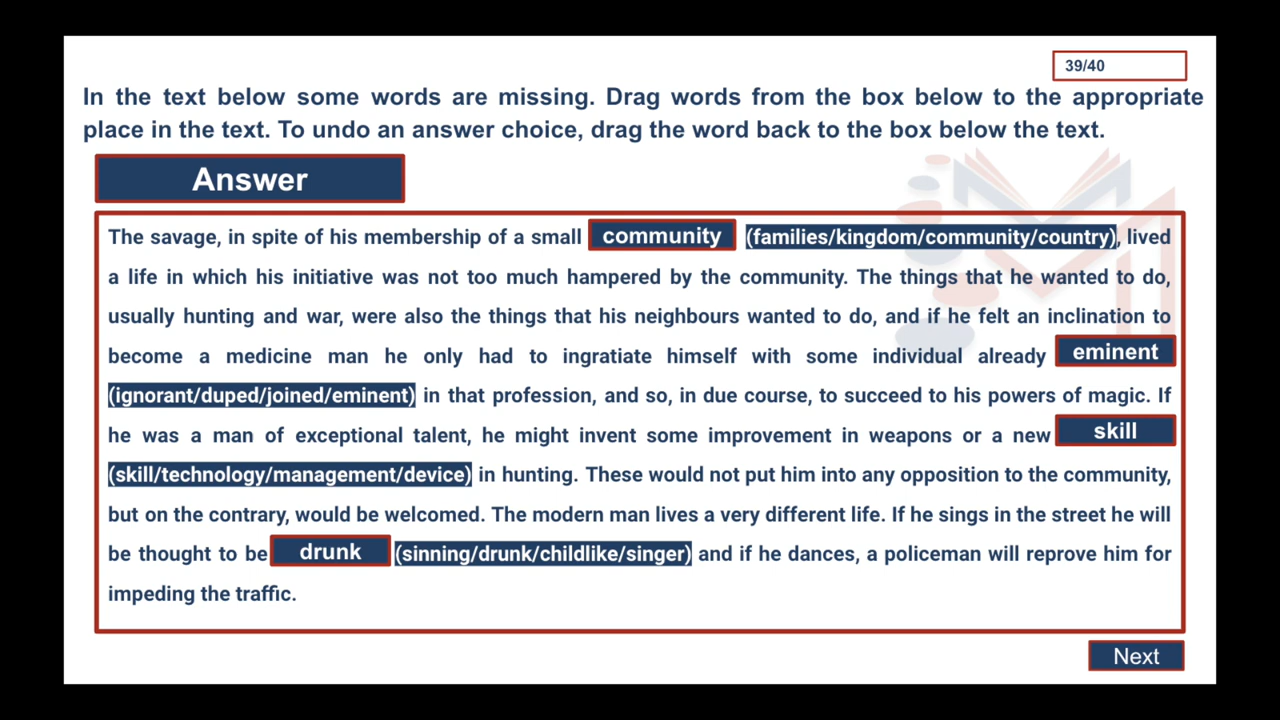 39/40
In the text below some words are missing. Drag words from the box below to the appropriate
place in the text. To undo an answer choice, drag the word back to the box below the text.
Answer
The savage, in spite of his membership of a small community (families/kingdom/community/country), lived
a life in which his initiative was not too much hampered by the community. The things that he wanted to do,
usually hunting and war, were also the things that his neighbours wanted to do, and if he felt an inclination to
become a medicine man he only had to ingratiate himself with some individual already eminent
(ignorant/duped/joined/eminent) in that profession, and so, in due course, to succeed to his powers of magic. If
he was a man of exceptional talent, he might invent some improvement in weapons or a new skill
(skill/technology/management/device) in hunting. These would not put him into any opposition to the community,
but on the contrary, would be welcomed. The modern man lives a very different life. If he sings in the street he will
be thought to be drunk (sinning/drunk/childlike/singer) and if he dances, a policeman will reprove him for
impeding the traffic.
Next